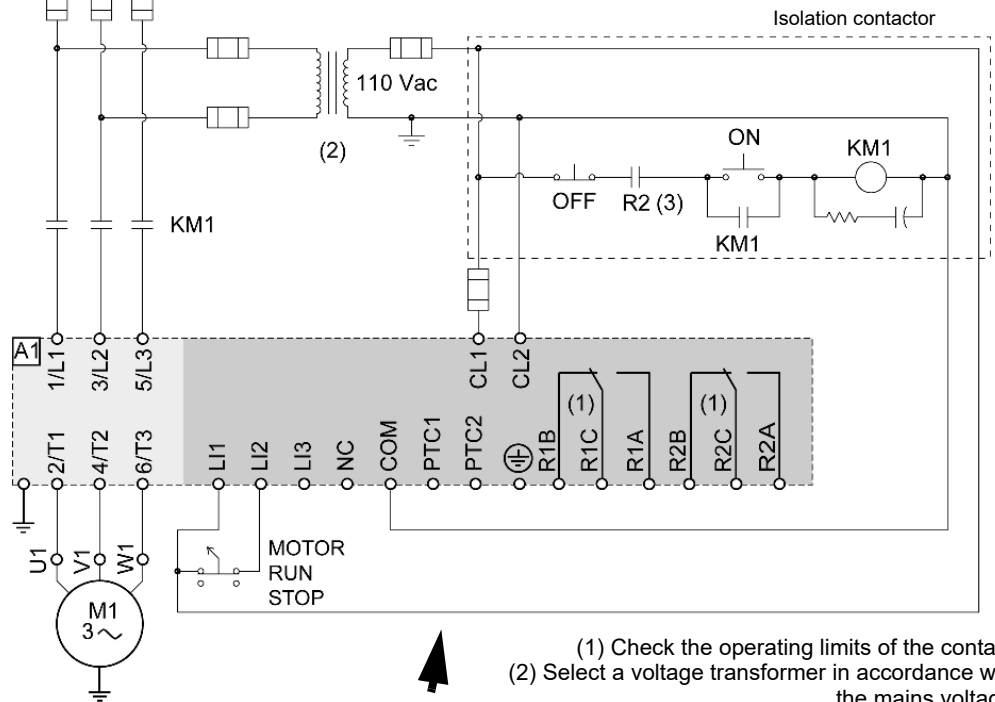 Isolation contactor
110 Vac
(2)
ON
KM1
OFF
R2 (3)
KM1
KM1
A1
1/L1
3/L2
5/L3
CL1
CL2
(1)
(1)
2/T1
4/T2
6/T3
LI1
LI2
LI3
NC
COM
PTC1
PTC2
R1B
R1C
R1A
R2B
R2C
R2A
U1
V1
W1
MOTOR
RUN
STOP
M1
3
(1) Check the operating limits of the
(2) Select a voltage transformer in accordance
the mains